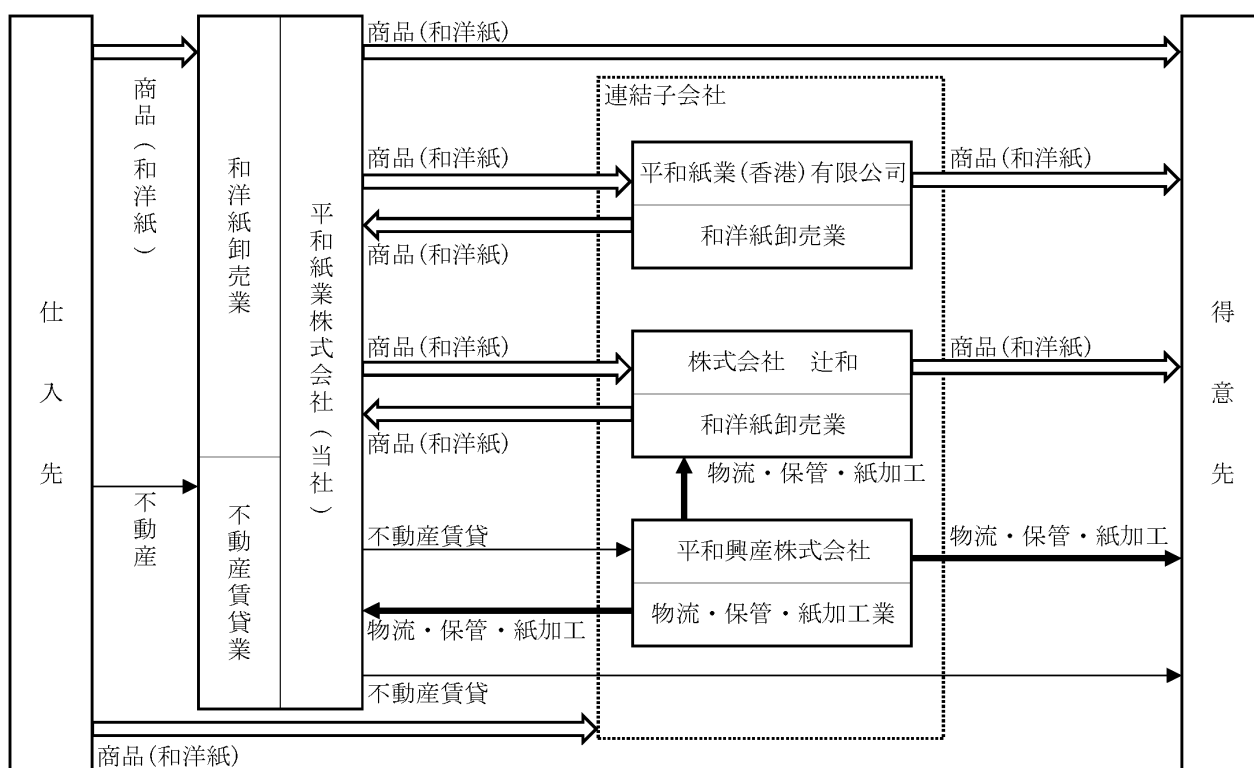 仕入先
商品(和洋紙)
不動産
和洋紙卸売業
不動産賃貸業
平和紙業株式会社(当社)
商品(和洋紙)
連結子会社
商品(和洋紙)
平和紙業(香港)有限公司
和洋紙卸売業
商品(和洋紙)
商品(和洋紙)
商品(和洋紙)
株式会社　辻和
和洋紙卸売業
商品(和洋紙)
商品(和洋紙)
物流・保管・紙加工
不動産賃貸
平和興産株式会社
物流・保管・紙加工業
物流・保管・紙加工
物流・保管・紙加工
不動産賃貸
商品(和洋紙)
得意先